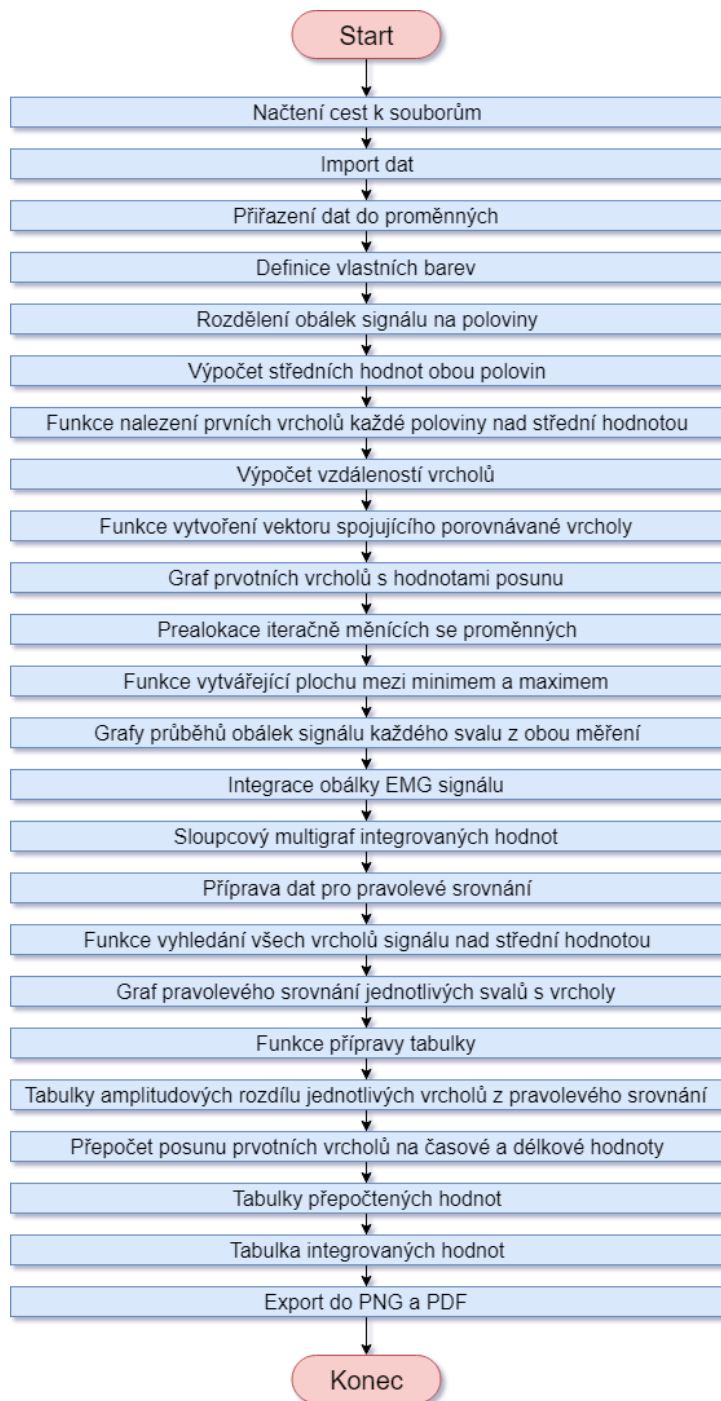 Start
Načtení cest k souborům
Import dat
Přiřazení dat do proměnných
Definice vlastních barev
Rozdělení obálek signálu na poloviny
Výpočet středních hodnot obou polovin
Funkce nalezení prvních vrcholů každé poloviny nad střední hodnotou
Výpočet vzdáleností vrcholů
Funkce vytvoření vektoru spojujícího porovnávané vrcholy
Graf prvotních vrcholů s hodnotami posunu
Prealokace iteračně měnících se proměnných
Funkce vytvářející plochu mezi minimem a maximem
Grafy průběhů obálek signálu každého svalu z obou měření
Integrace obálky EMG signálu
Sloupcový multigraf integrovaných hodnot
Příprava dat pro pravolevé srovnání
Funkce vyhledání všech vrcholů signálu nad střední hodnotou
Graf pravolevého srovnání jednotlivých svalů s vrcholy
Funkce přípravy tabulky
Tabulky amplitudových rozdílu jednotlivých vrcholů z pravolevého srovnání
Přepočet posunu prvotních vrcholů na časové a délkové hodnoty
Tabulky přepočtených hodnot
Tabulka integrovaných hodnot
Export do PNG a PDF
Konec